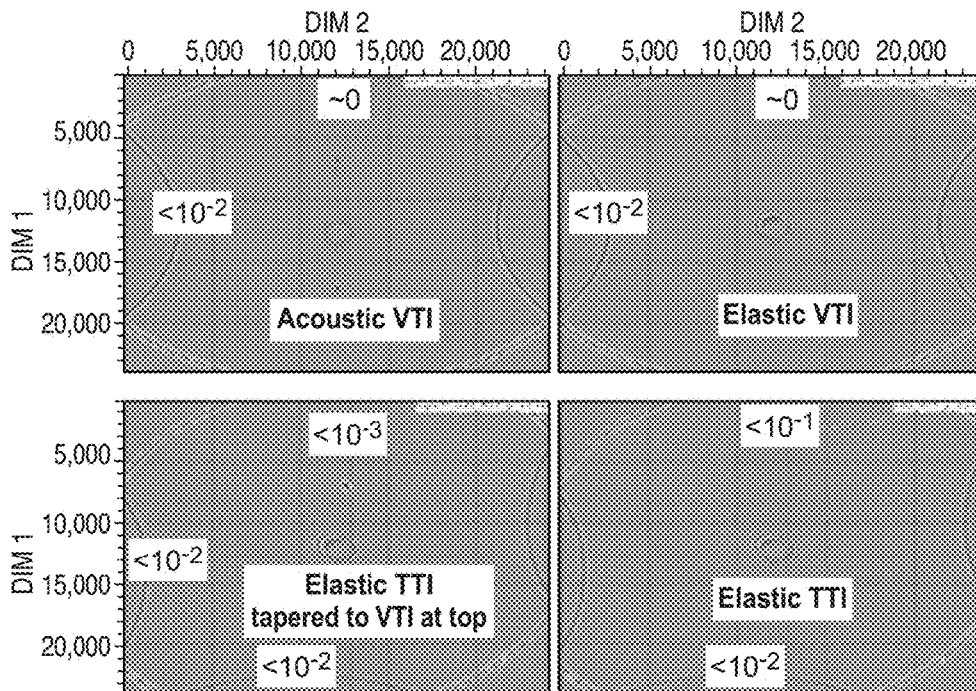 DIM 2
DIM 2
0 5,000 10,000 15,000 20,000
0 5,000 10,000 15,000 20,000
~0
~0
5,000
10,000
15,000
20,000
DIM 1
<10-2
<10-2
Acoustic VTI
Elastic VTI
<10-3
<10-1
5,000
10,000
15,000
20,000
DIM 1
<10-2
Elastic TTI
tapered to VTI at top
Elastic TTI
<10-2
<10-2